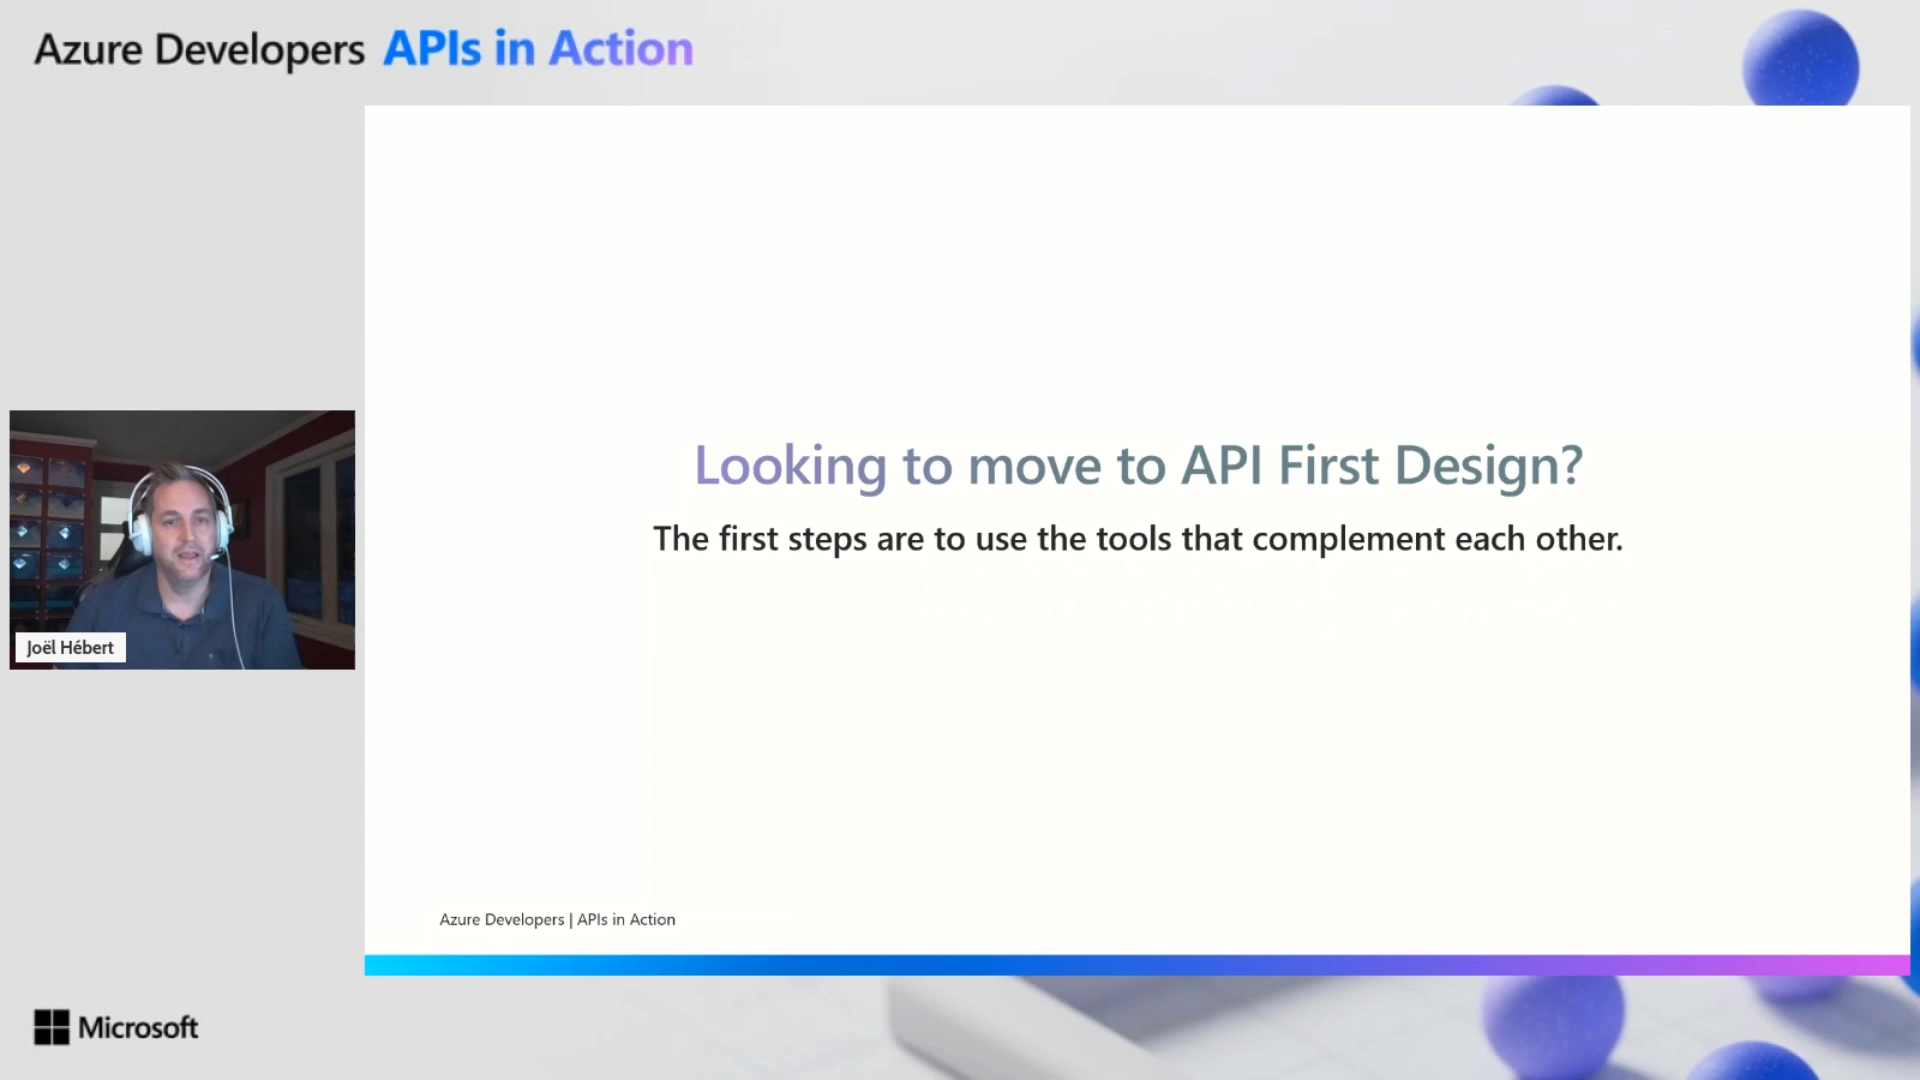 Azure Developers APIs in Action
Looking to move to API First Design?
The first steps are to use the tools that complement each other.
Joël Hébert
Azure Developers | APIs in Action
Microsoft